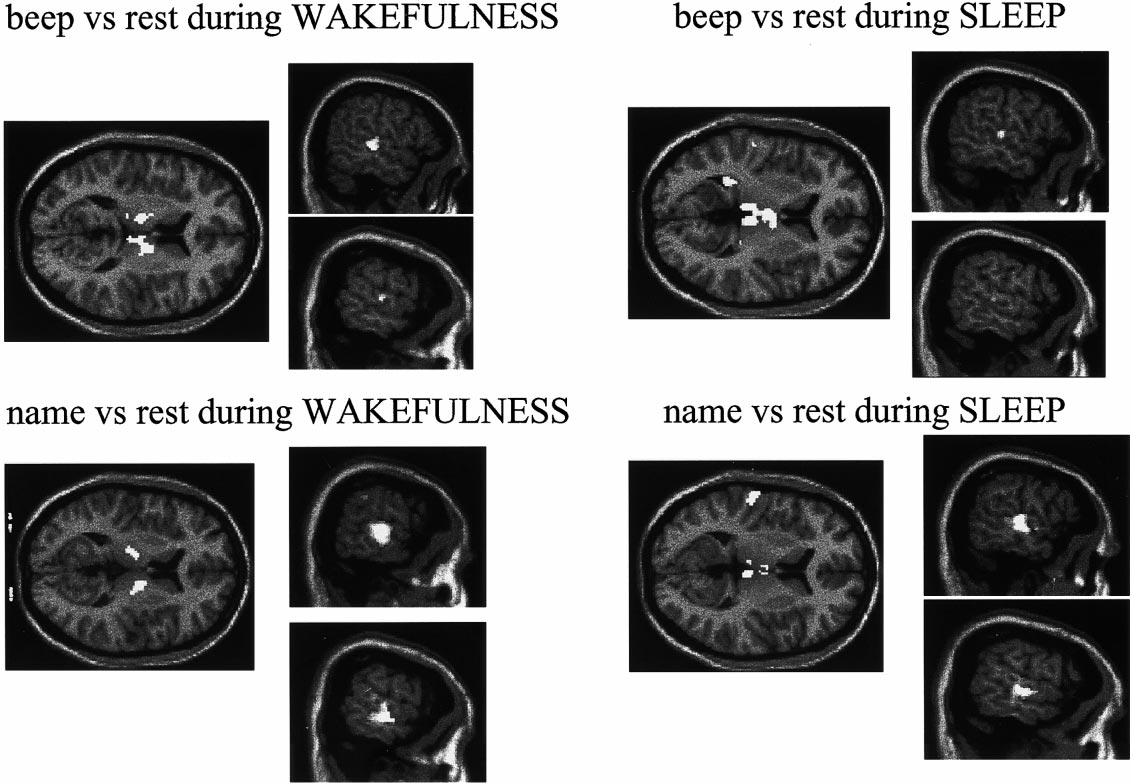 beep vs rest during WAKEFULNESS
beep vs rest during SLEEP
name vs rest during WAKEFULNESS
name vs rest during SLEEP